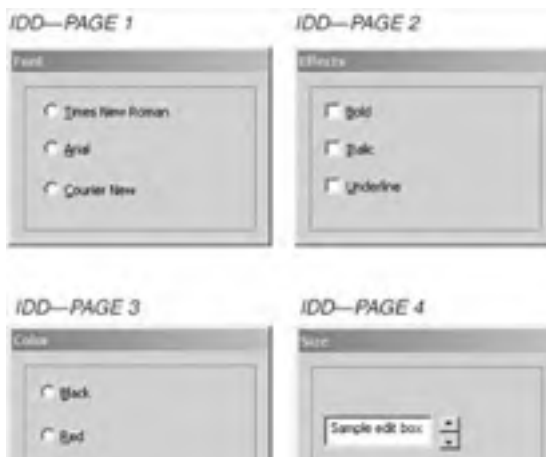 IDD—PAGE 1
Font
Times New Roman
Arial
Courier New
IDD—PAGE 2
Effects
Bold
Italic
Underline
IDD—PAGE 3
Color
Black
Red
IDD—PAGE 4
Size
Sample edit box